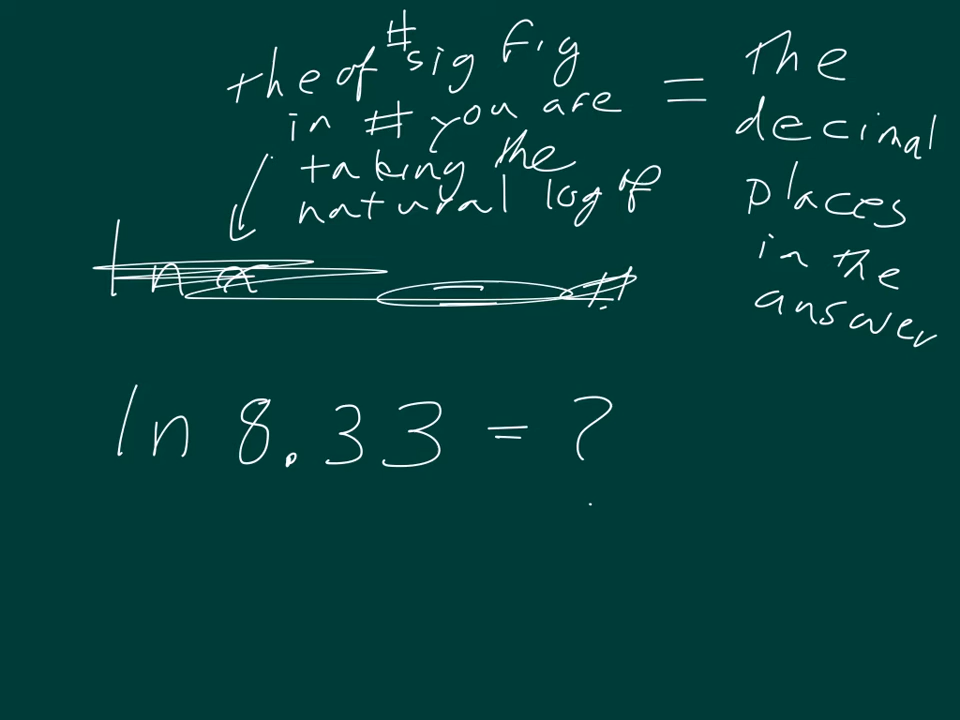 the # of sig fig
in # you are
taking the
natural log of
=
the
decimal
places
in the
answer
ln x = #
ln 8.33 = ?